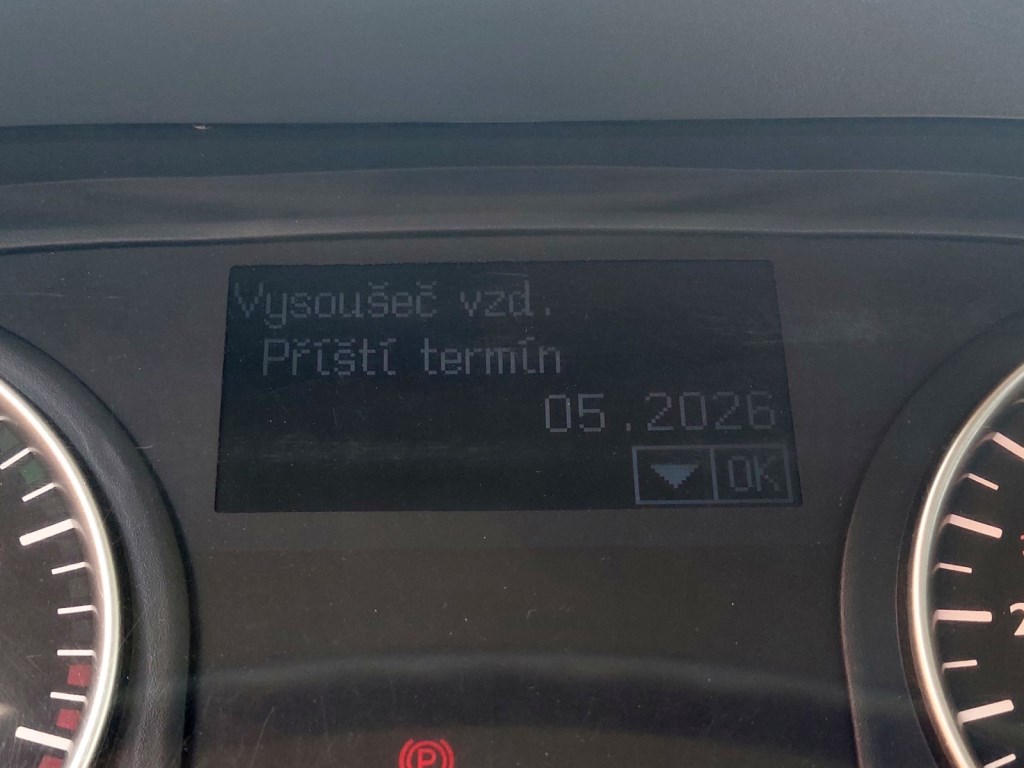 Vysoušeč vzd.
Příští termín
05.2026
OK
P